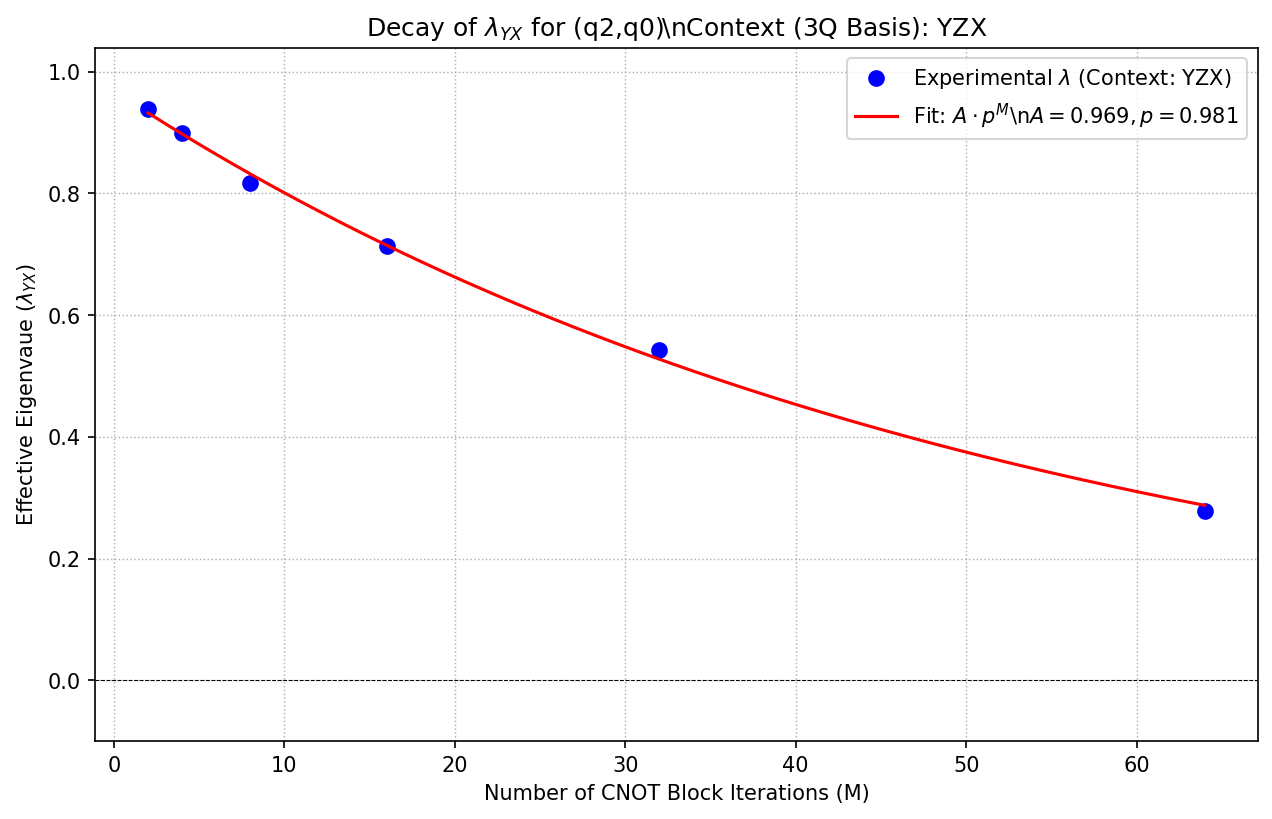 Decay of λ_YX for (q2,q0)\nContext (3Q Basis): YZX
Experimental λ (Context: YZX)
Fit: A · p^M\nA = 0.969, p = 0.981
Effective Eigenvaue (λ_YX)
1.0
0.8
0.6
0.4
0.2
0.0
0 10 20 30 40 50 60
Number of CNOT Block Iterations (M)